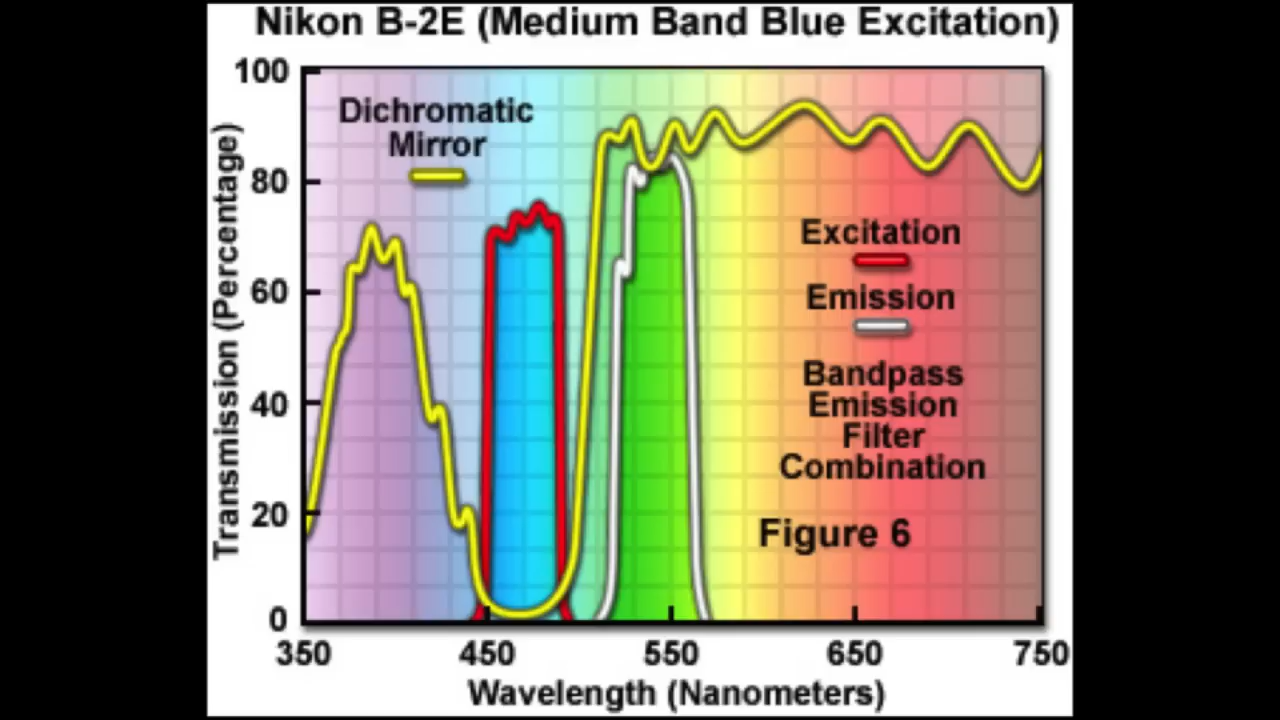 Nikon B-2E (Medium Band Blue Excitation)
100
80
60
40
20
0
Transmission (Percentage)
Dichromatic
Mirror
Excitation
Emission
Bandpass
Emission
Filter
Combination
Figure 6
350 450 550 650 750
Wavelength (Nanometers)